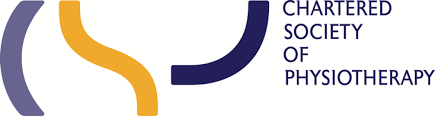 CHARTERED
SOCIETY
OF
PHYSIOTHERAPY